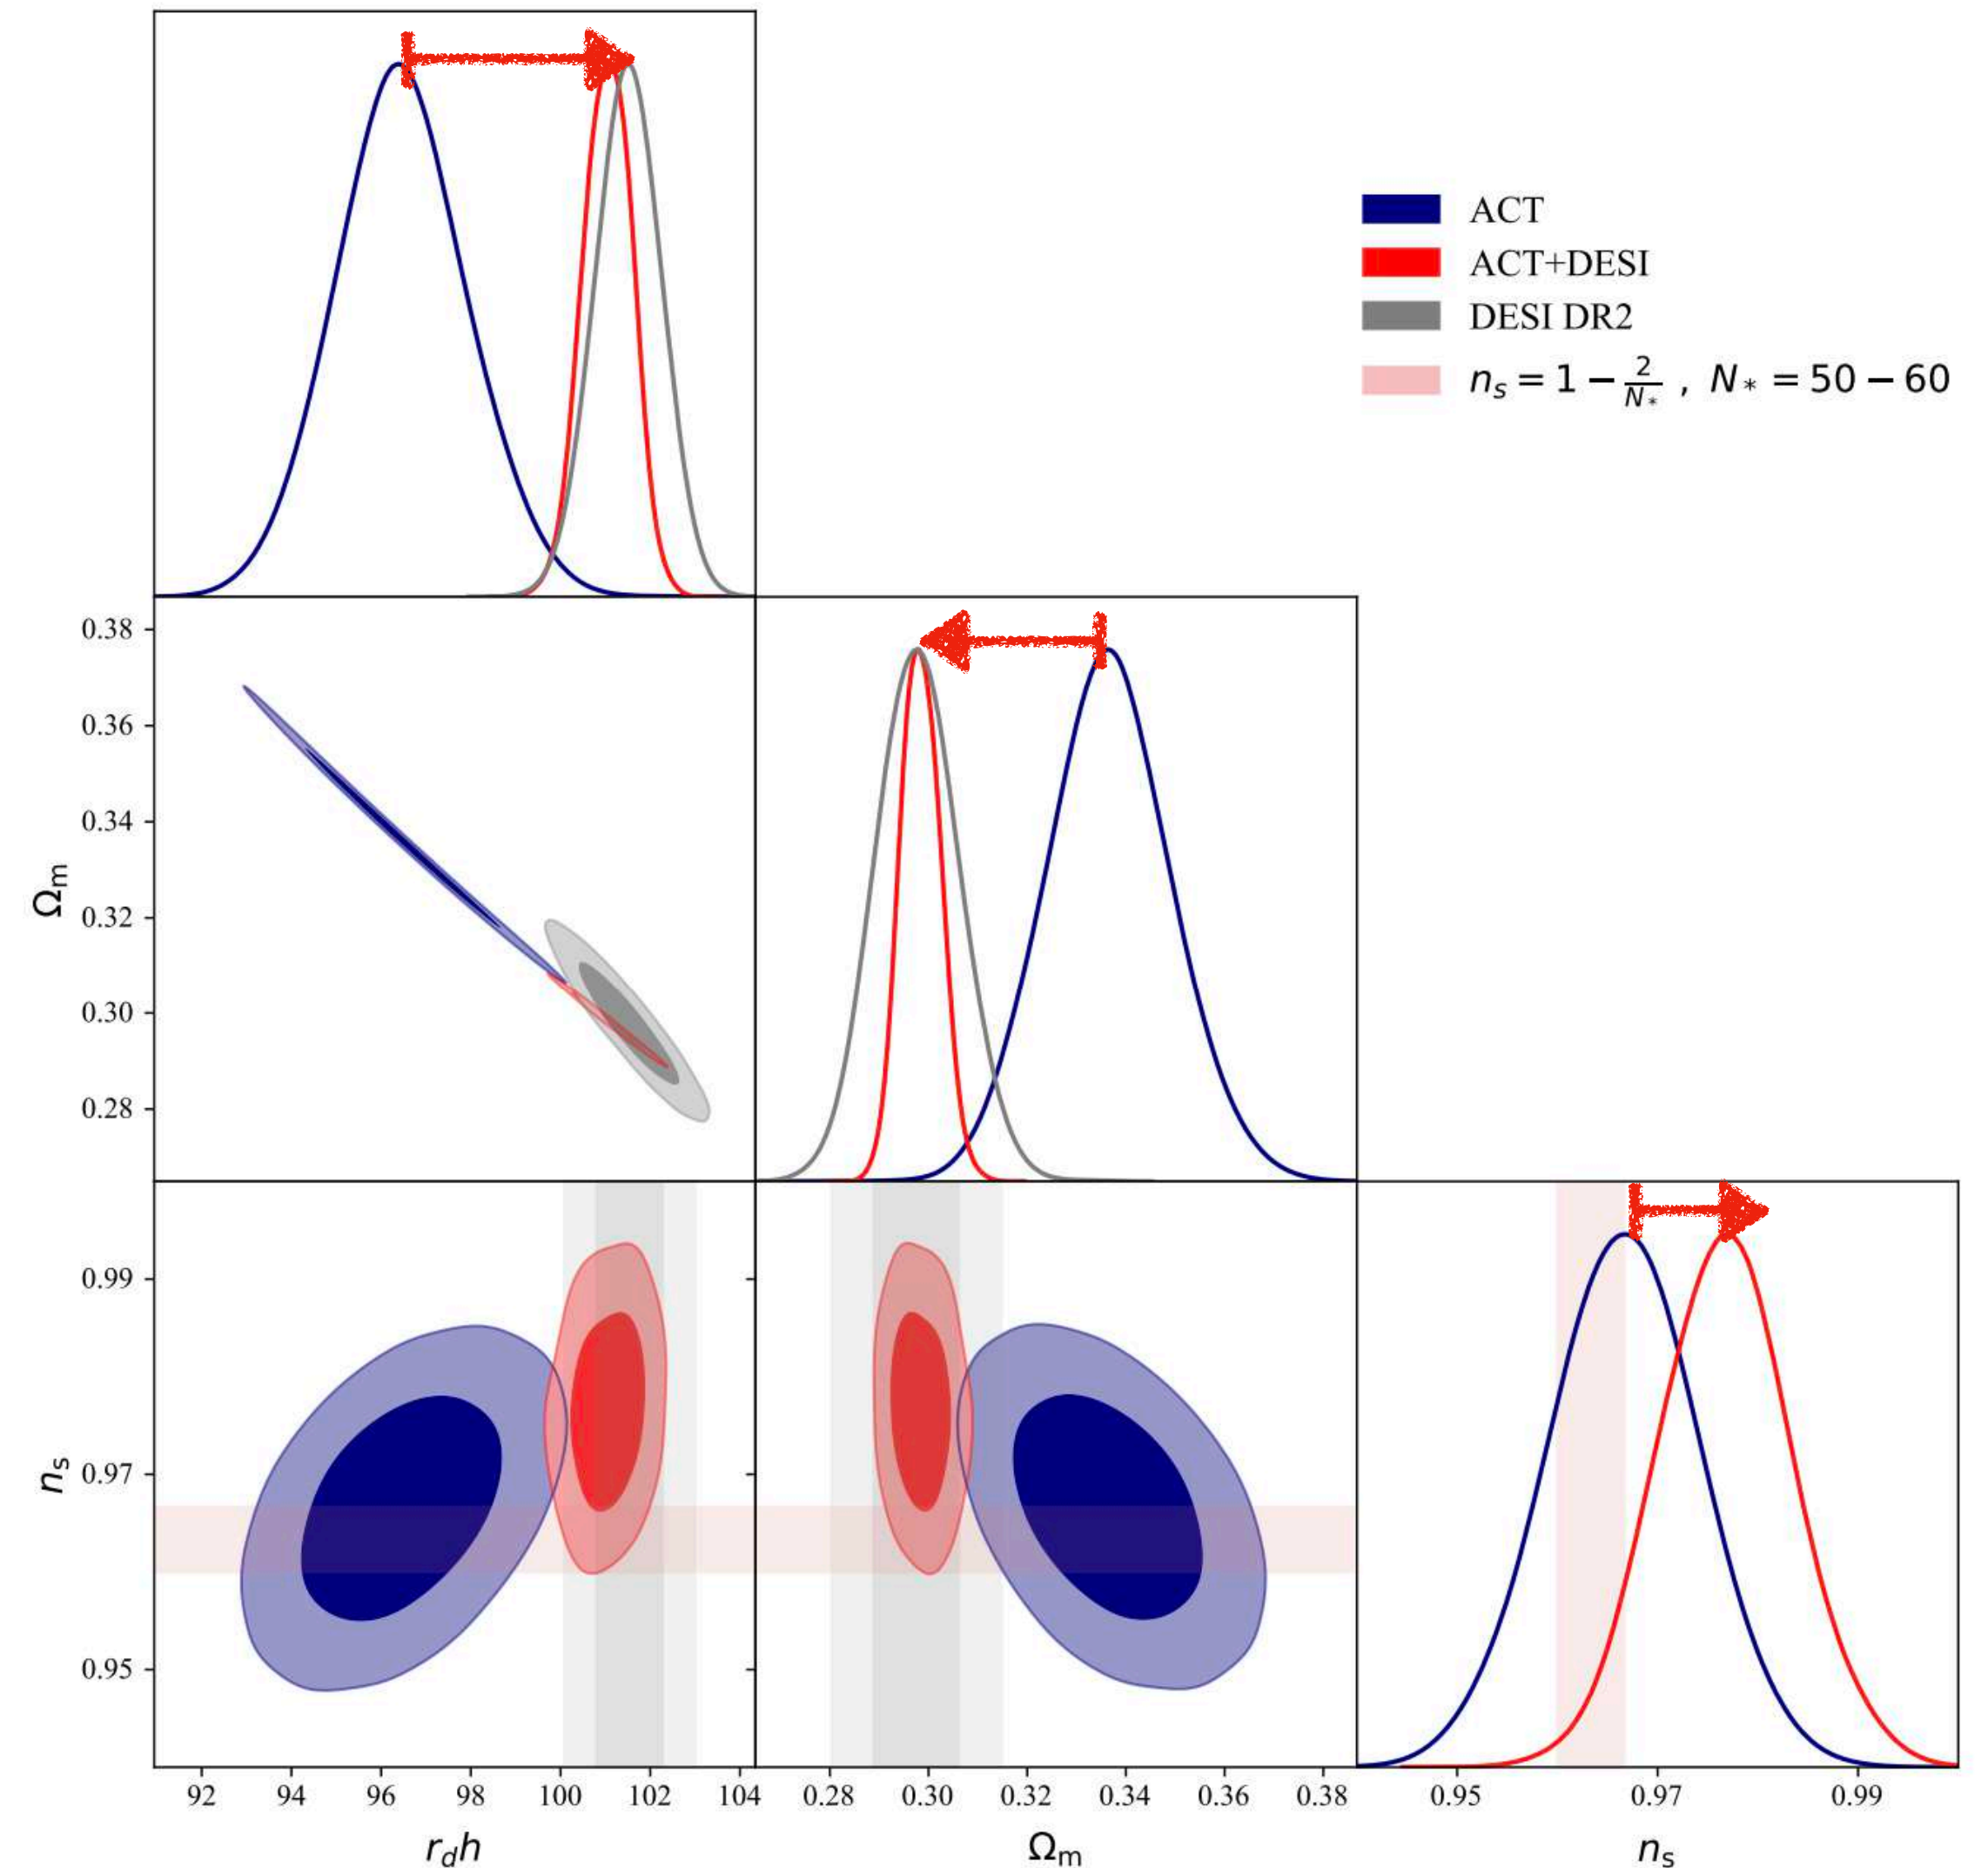 ACT
ACT+DESI
DESI DR2
n_s = 1 − 2/N_* , N_* = 50 − 60
0.38
0.36
Ω_m
0.34
0.32
0.30
0.28
n_s
0.99
0.97
0.95
92 94 96 98 100 102 104 0.28 0.30 0.32 0.34 0.36 0.38 0.95 0.97 0.99
r_d h Ω_m n_s